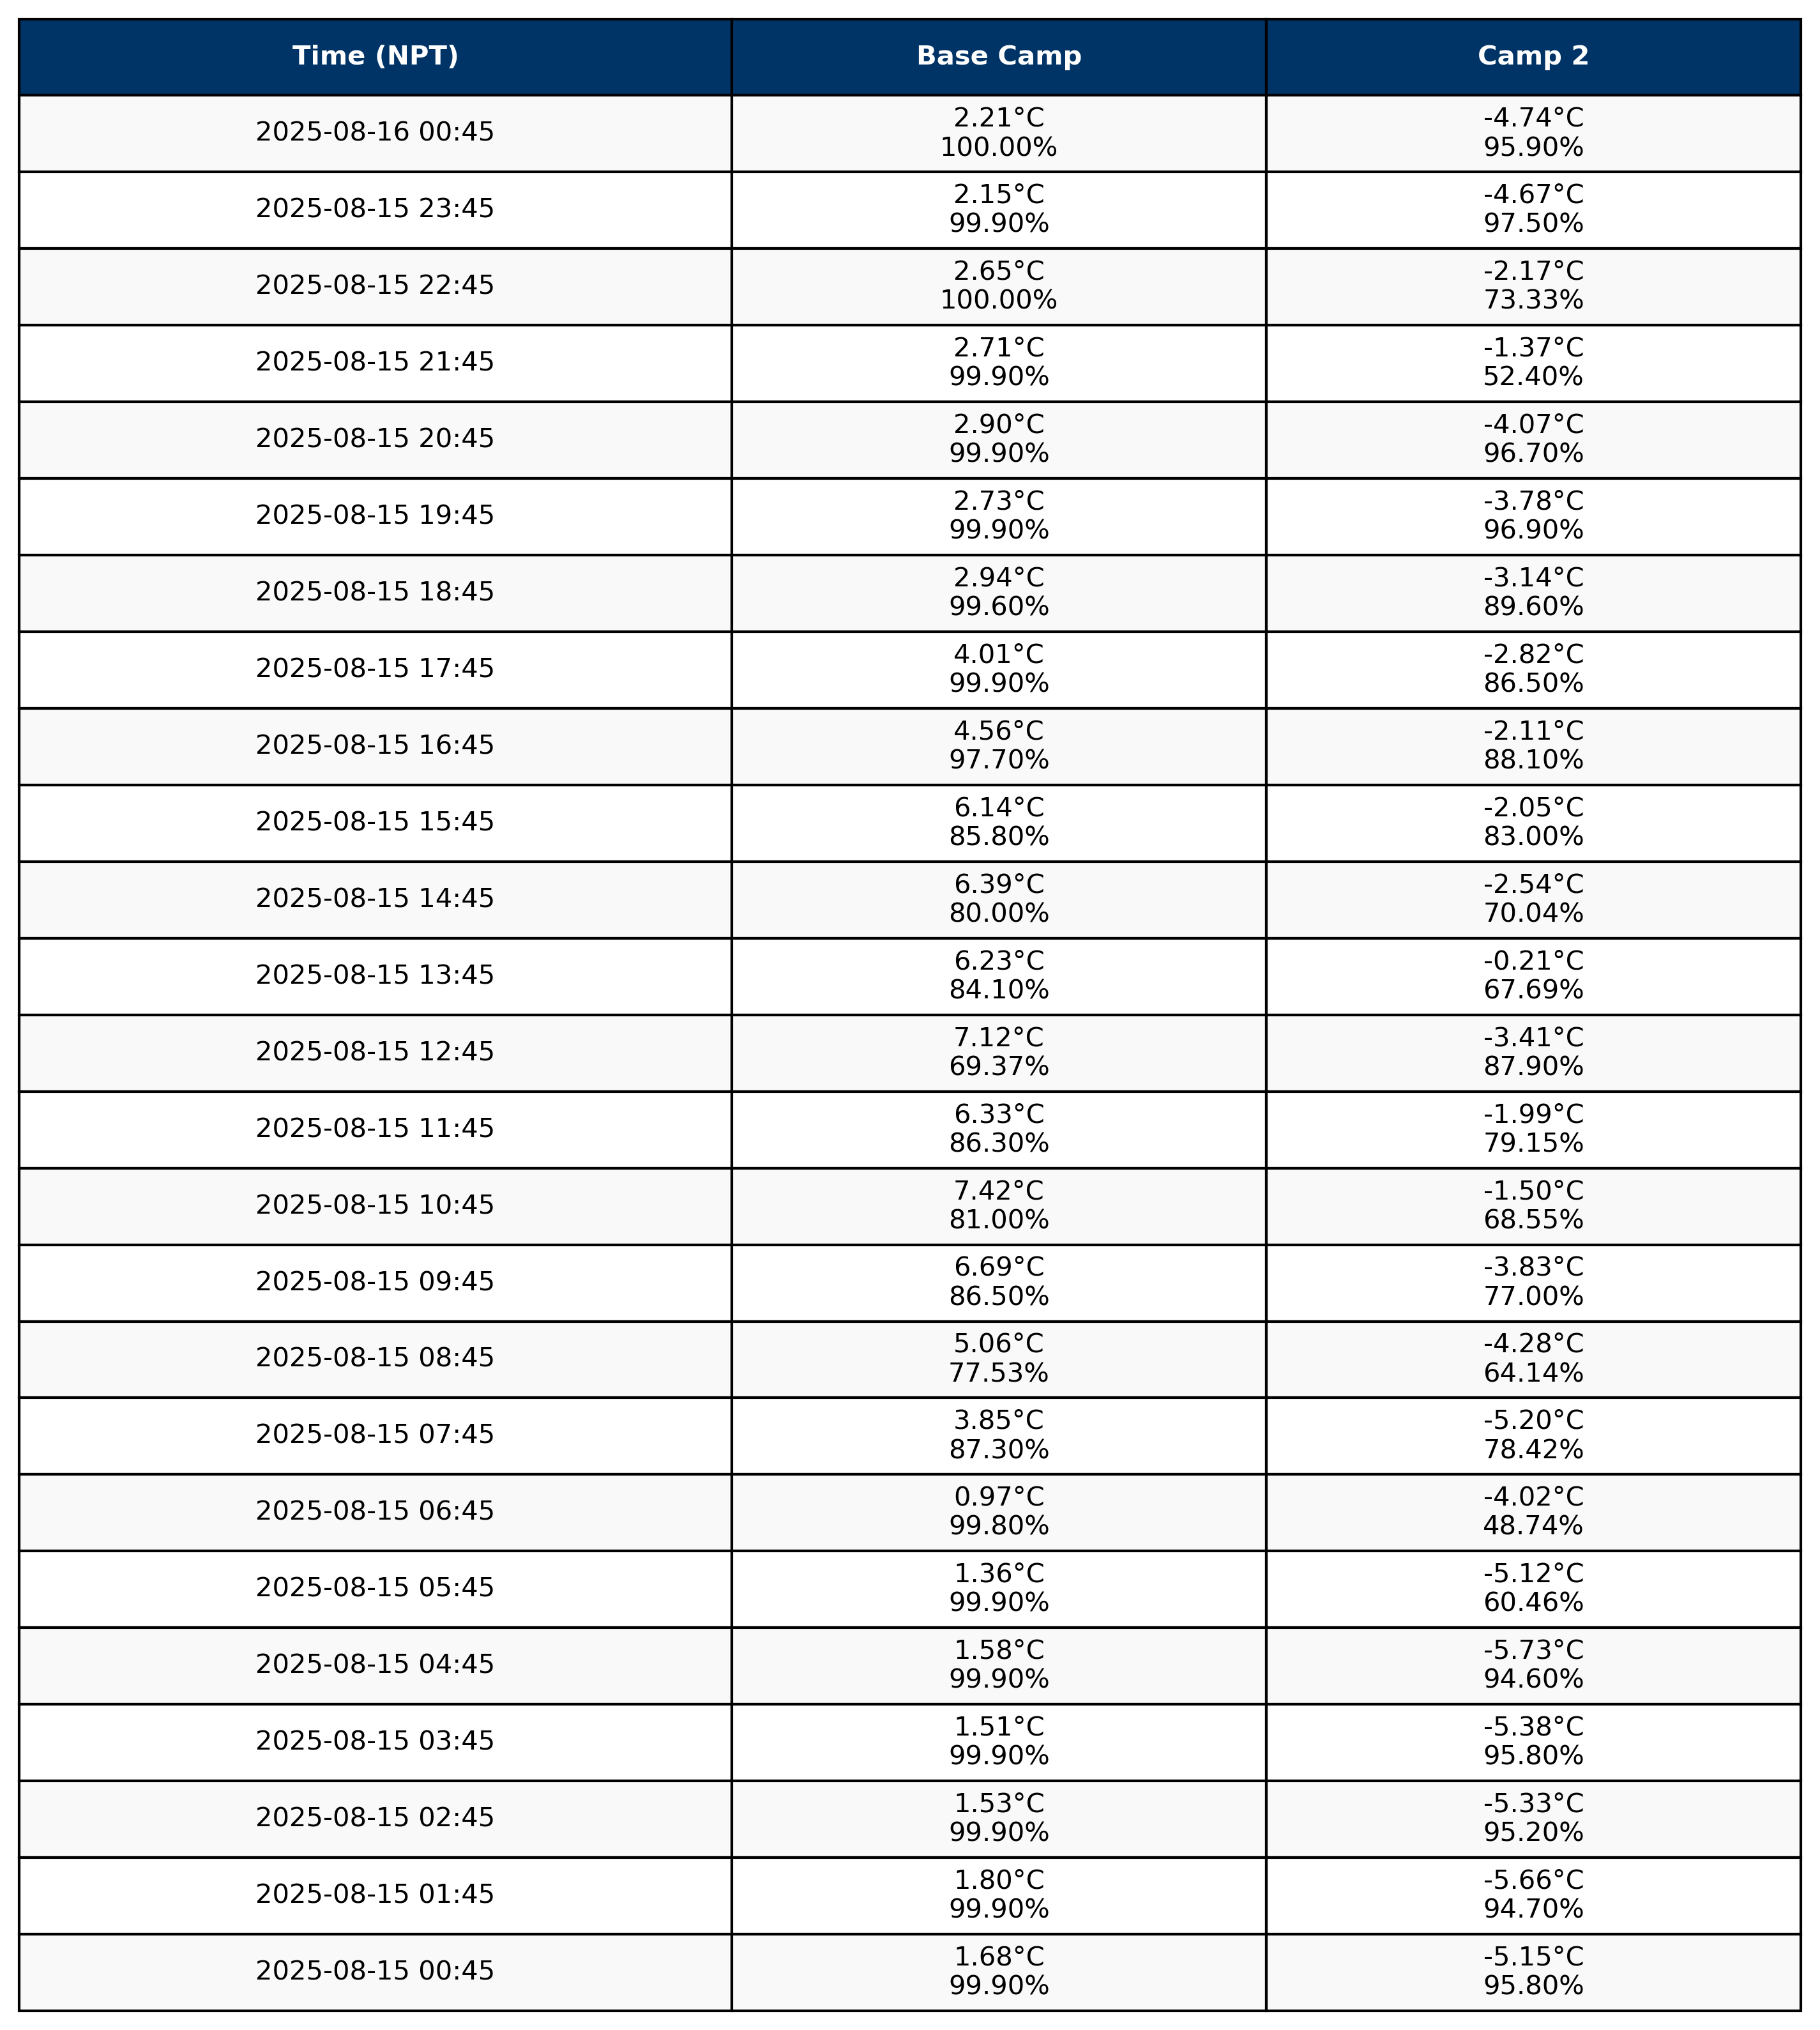 Time (NPT) Base Camp Camp 2
2025-08-16 00:45 2.21°C -4.74°C
100.00% 95.90%
2025-08-15 23:45 2.15°C -4.67°C
99.90% 97.50%
2025-08-15 22:45 2.65°C -2.17°C
100.00% 73.33%
2025-08-15 21:45 2.71°C -1.37°C
99.90% 52.40%
2025-08-15 20:45 2.90°C -4.07°C
99.90% 96.70%
2025-08-15 19:45 2.73°C -3.78°C
99.90% 96.90%
2025-08-15 18:45 2.94°C -3.14°C
99.60% 89.60%
2025-08-15 17:45 4.01°C -2.82°C
99.90% 86.50%
2025-08-15 16:45 4.56°C -2.11°C
97.70% 88.10%
2025-08-15 15:45 6.14°C -2.05°C
85.80% 83.00%
2025-08-15 14:45 6.39°C -2.54°C
80.00% 70.04%
2025-08-15 13:45 6.23°C -0.21°C
84.10% 67.69%
2025-08-15 12:45 7.12°C -3.41°C
69.37% 87.90%
2025-08-15 11:45 6.33°C -1.99°C
86.30% 79.15%
2025-08-15 10:45 7.42°C -1.50°C
81.00% 68.55%
2025-08-15 09:45 6.69°C -3.83°C
86.50% 77.00%
2025-08-15 08:45 5.06°C -4.28°C
77.53% 64.14%
2025-08-15 07:45 3.85°C -5.20°C
87.30% 78.42%
2025-08-15 06:45 0.97°C -4.02°C
99.80% 48.74%
2025-08-15 05:45 1.36°C -5.12°C
99.90% 60.46%
2025-08-15 04:45 1.58°C -5.73°C
99.90% 94.60%
2025-08-15 03:45 1.51°C -5.38°C
99.90% 95.80%
2025-08-15 02:45 1.53°C -5.33°C
99.90% 95.20%
2025-08-15 01:45 1.80°C -5.66°C
99.90% 94.70%
2025-08-15 00:45 1.68°C -5.15°C
99.90% 95.80%